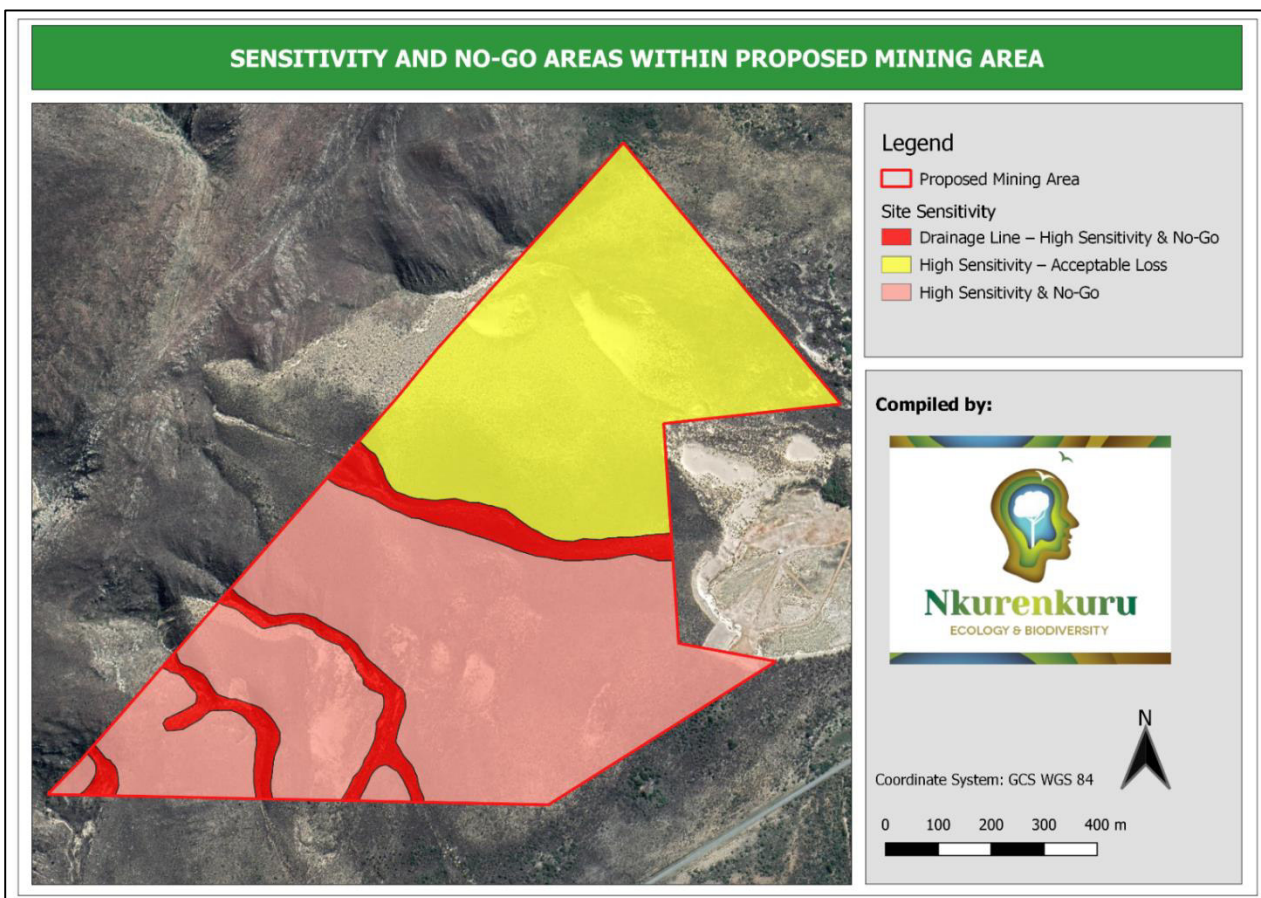 SENSITIVITY AND NO-GO AREAS WITHIN PROPOSED MINING AREA
Legend
Proposed Mining Area
Site Sensitivity
Drainage Line – High Sensitivity & No-Go
High Sensitivity – Acceptable Loss
High Sensitivity & No-Go
Compiled by:
Nkurenkuru
ECOLOGY & BIODIVERSITY
N
Coordinate System: GCS WGS 84
0 100 200 300 400 m